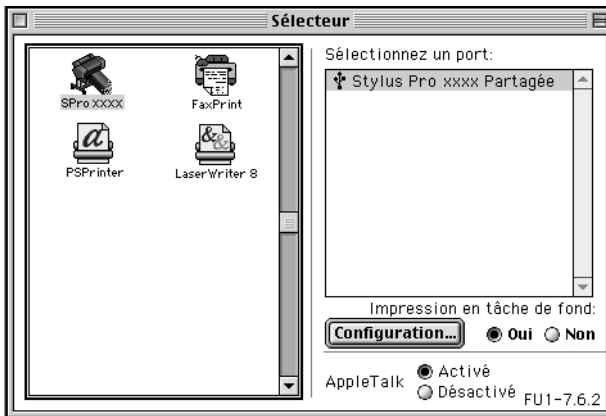 Sélecteur
SPro xxxx
FaxPrint
PSPrinter
LaserWriter 8
Sélectionnez un port:
Stylus Pro xxxx Partagée
Impression en tâche de fond:
Configuration... Oui Non
AppleTalk Activé
Désactivé
FU1-7.6.2